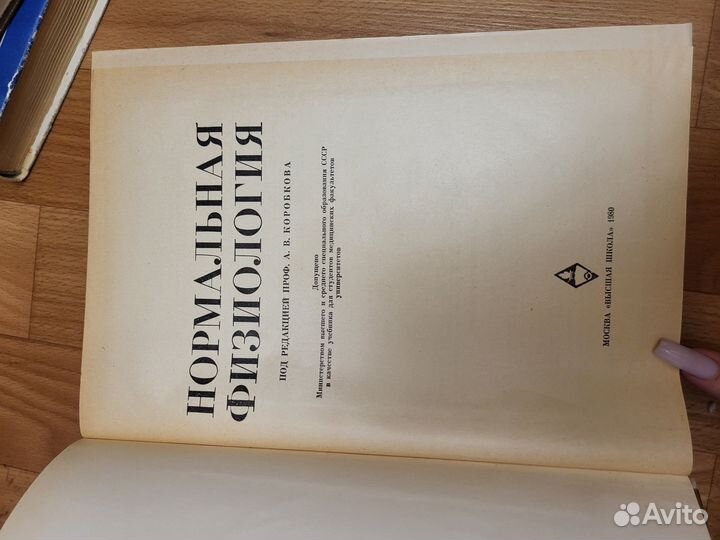 НОРМАЛЬНАЯ
ФИЗИОЛОГИЯ
ПОД РЕДАКЦИЕЙ ПРОФ. А. В. КОРОБКОВА
Допущено
Министерством высшего и среднего специального образования СССР
в качестве учебника для студентов медицинских факультетов
университетов
МОСКВА «ВЫСШАЯ ШКОЛА» 1980
Avito